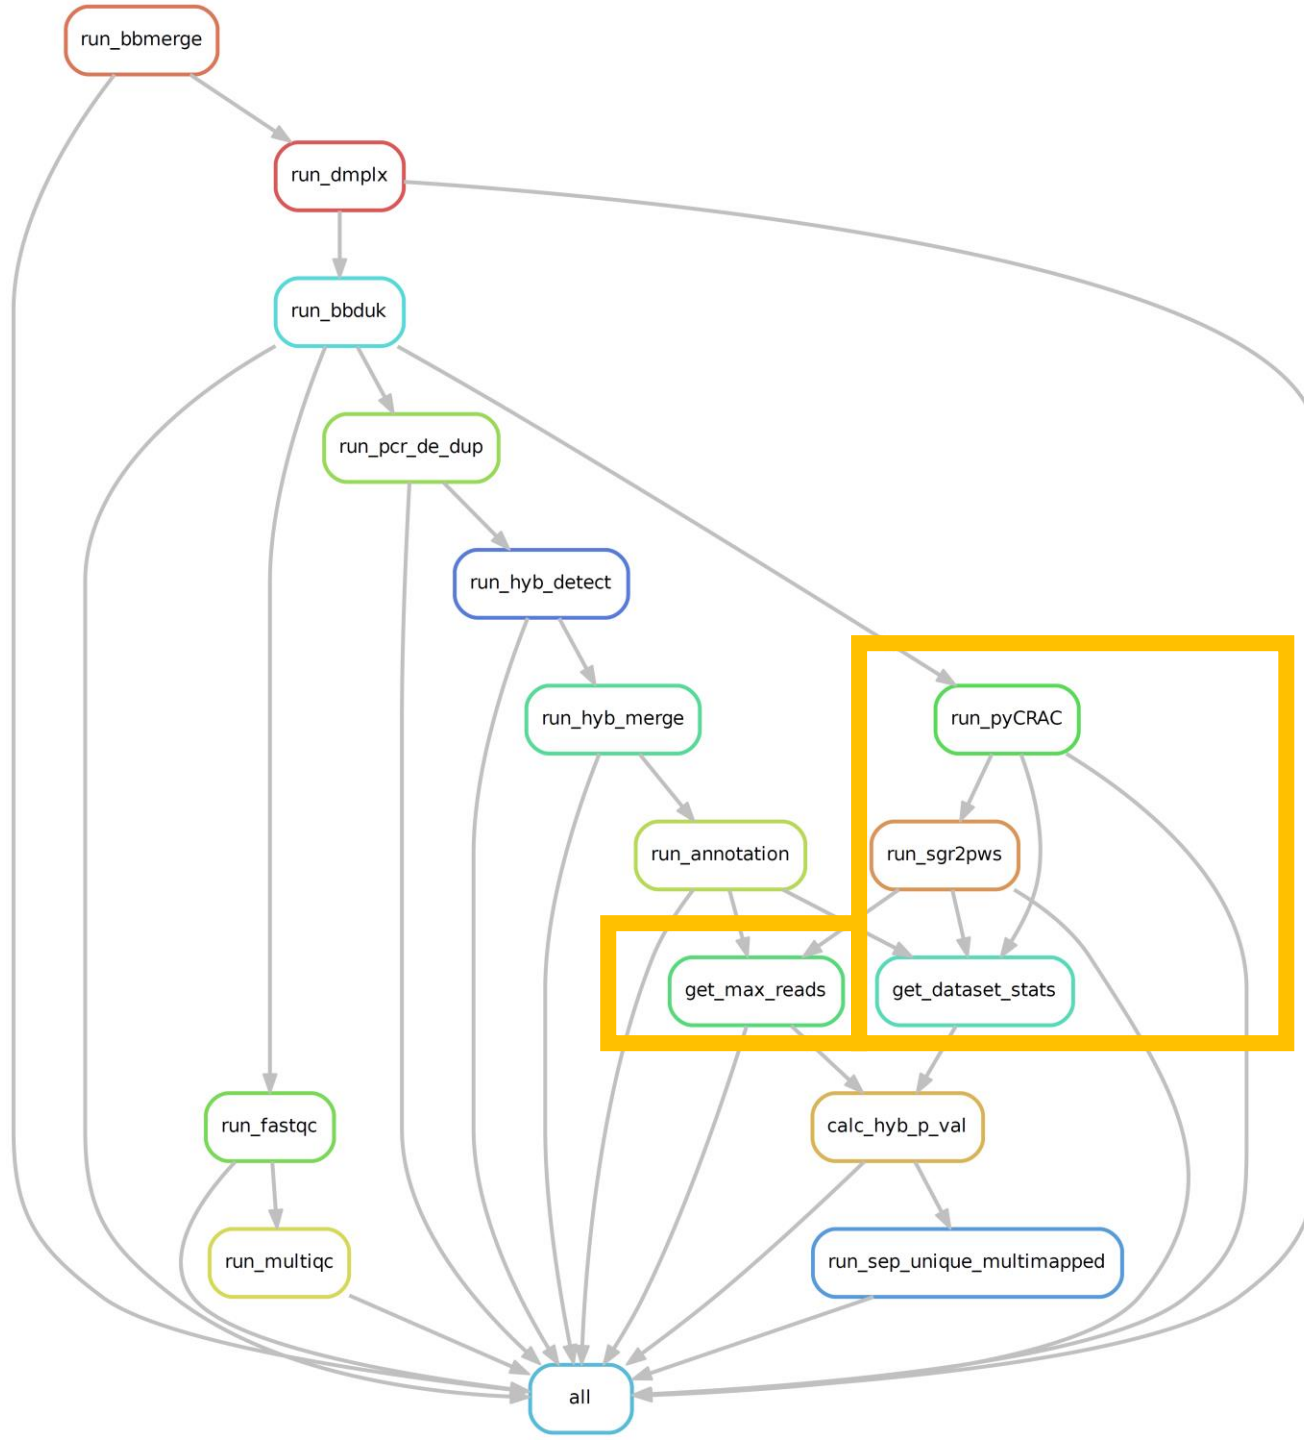 run_bbmerge
run_dmplx
run_bbduk
run_pcr_de_dup
run_hyb_detect
run_hyb_merge
run_pyCRAC
run_annotation
run_sgr2pws
get_max_reads
get_dataset_stats
run_fastqc
calc_hyb_p_val
run_multiqc
run_sep_unique_multimapped
all